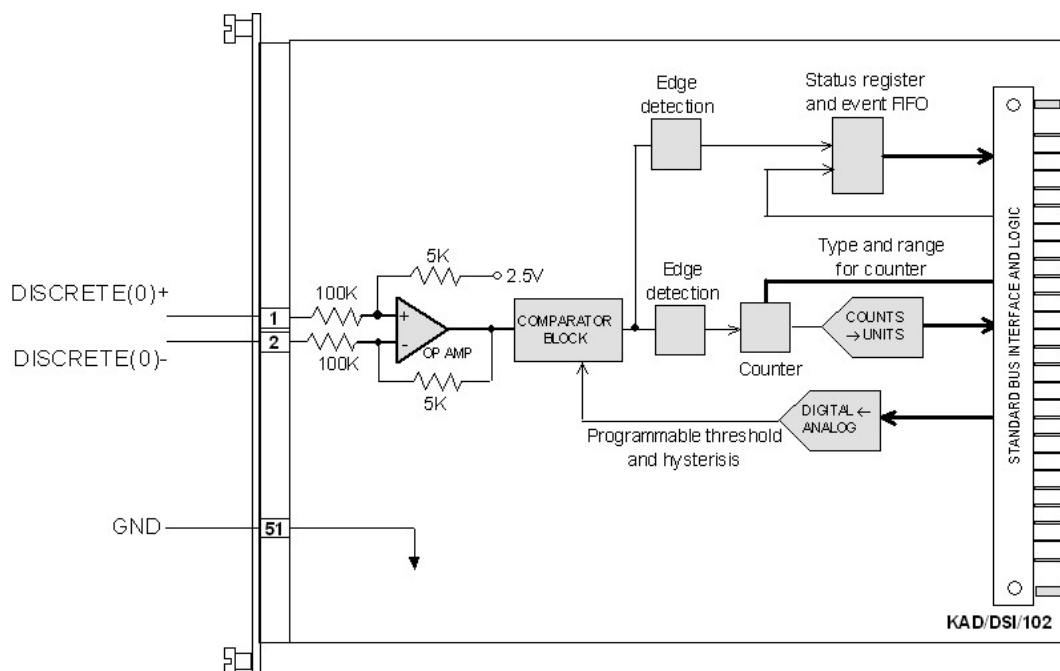 Edge
detection
Status register
and event FIFO
5K
2.5V
DISCRETE(0)+
100K
1
+
-
OP AMP
2
100K
DISCRETE(0)-
5K
COMPARATOR
BLOCK
Edge
detection
Type and range
for counter
Counter
COUNTS
→UNITS
Programmable threshold
and hysterisis
DIGITAL←
ANALOG
GND
51
STANDARD BUS INTERFACE AND LOGIC
KAD/DSI/102